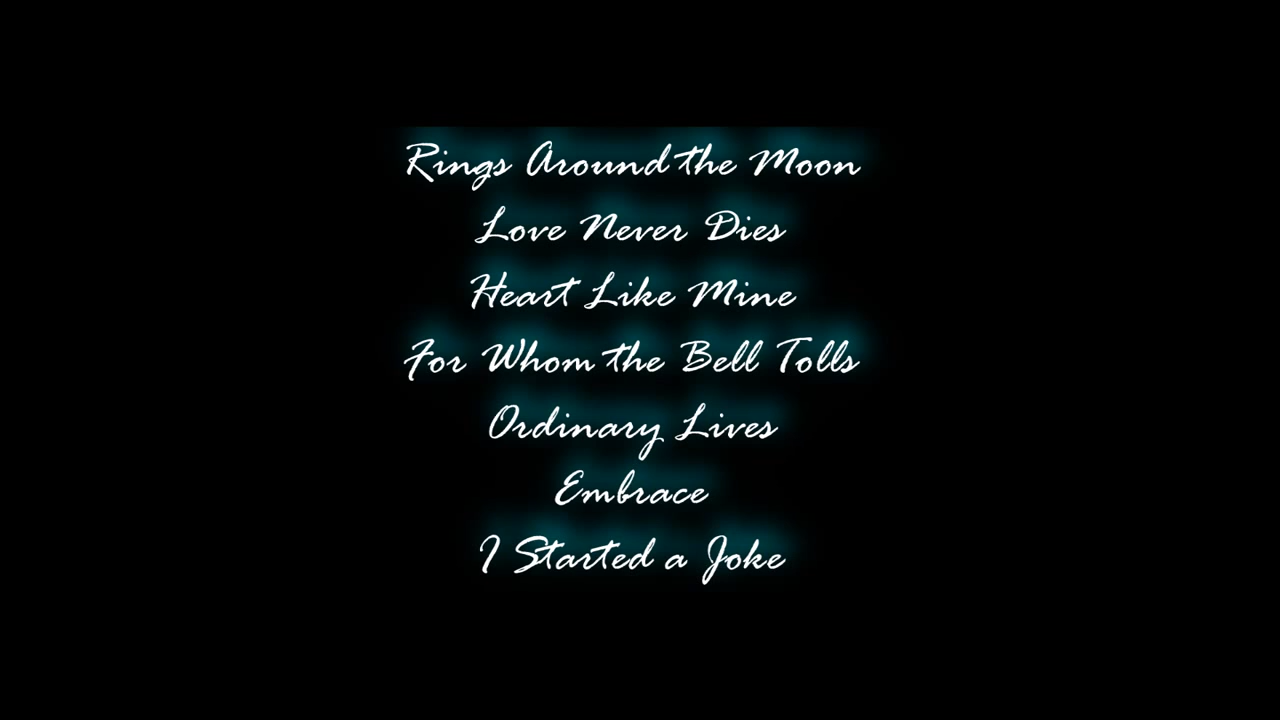 Rings Around the Moon
Love Never Dies
Heart Like Mine
For Whom the Bell Tolls
Ordinary Lives
Embrace
I Started a Joke